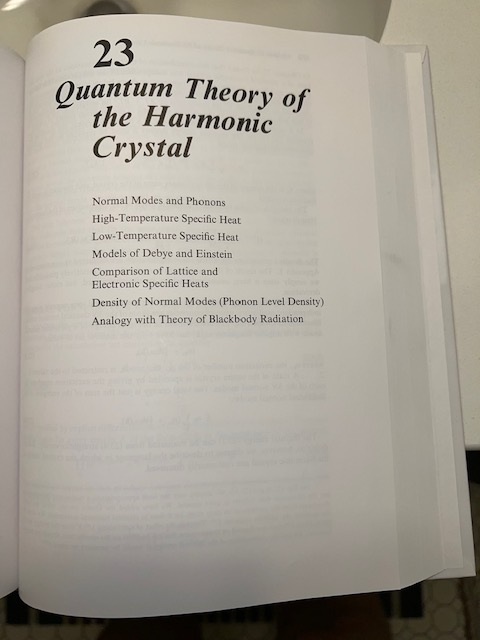 23
Quantum Theory of
the Harmonic
Crystal
Normal Modes and Phonons
High-Temperature Specific Heat
Low-Temperature Specific Heat
Models of Debye and Einstein
Comparison of Lattice and
Electronic Specific Heats
Density of Normal Modes (Phonon Level Density)
Analogy with Theory of Blackbody Radiation